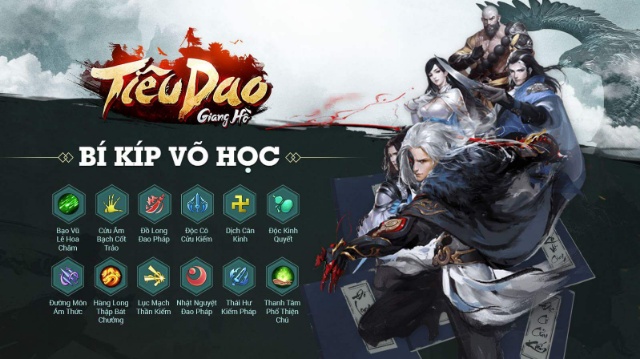 Tiêu Dao
Giang Hồ
BÍ KÍP VÕ HỌC
Bạo Vũ
Lê Hoa
Châm
Cửu Âm
Bạch Cốt
Trảo
Đồ Long
Đao Pháp
Độc Cô
Cửu Kiếm
Dịch Cân
Kinh
Độc Kinh
Quyết
Đường Môn
Ám Thức
Hàng Long
Thập Bát
Chưởng
Lục Mạch
Thần Kiếm
Nhật Nguyệt
Đao Pháp
Thái Hư
Kiếm Pháp
Thanh Tâm
Phổ Thiện
Chú